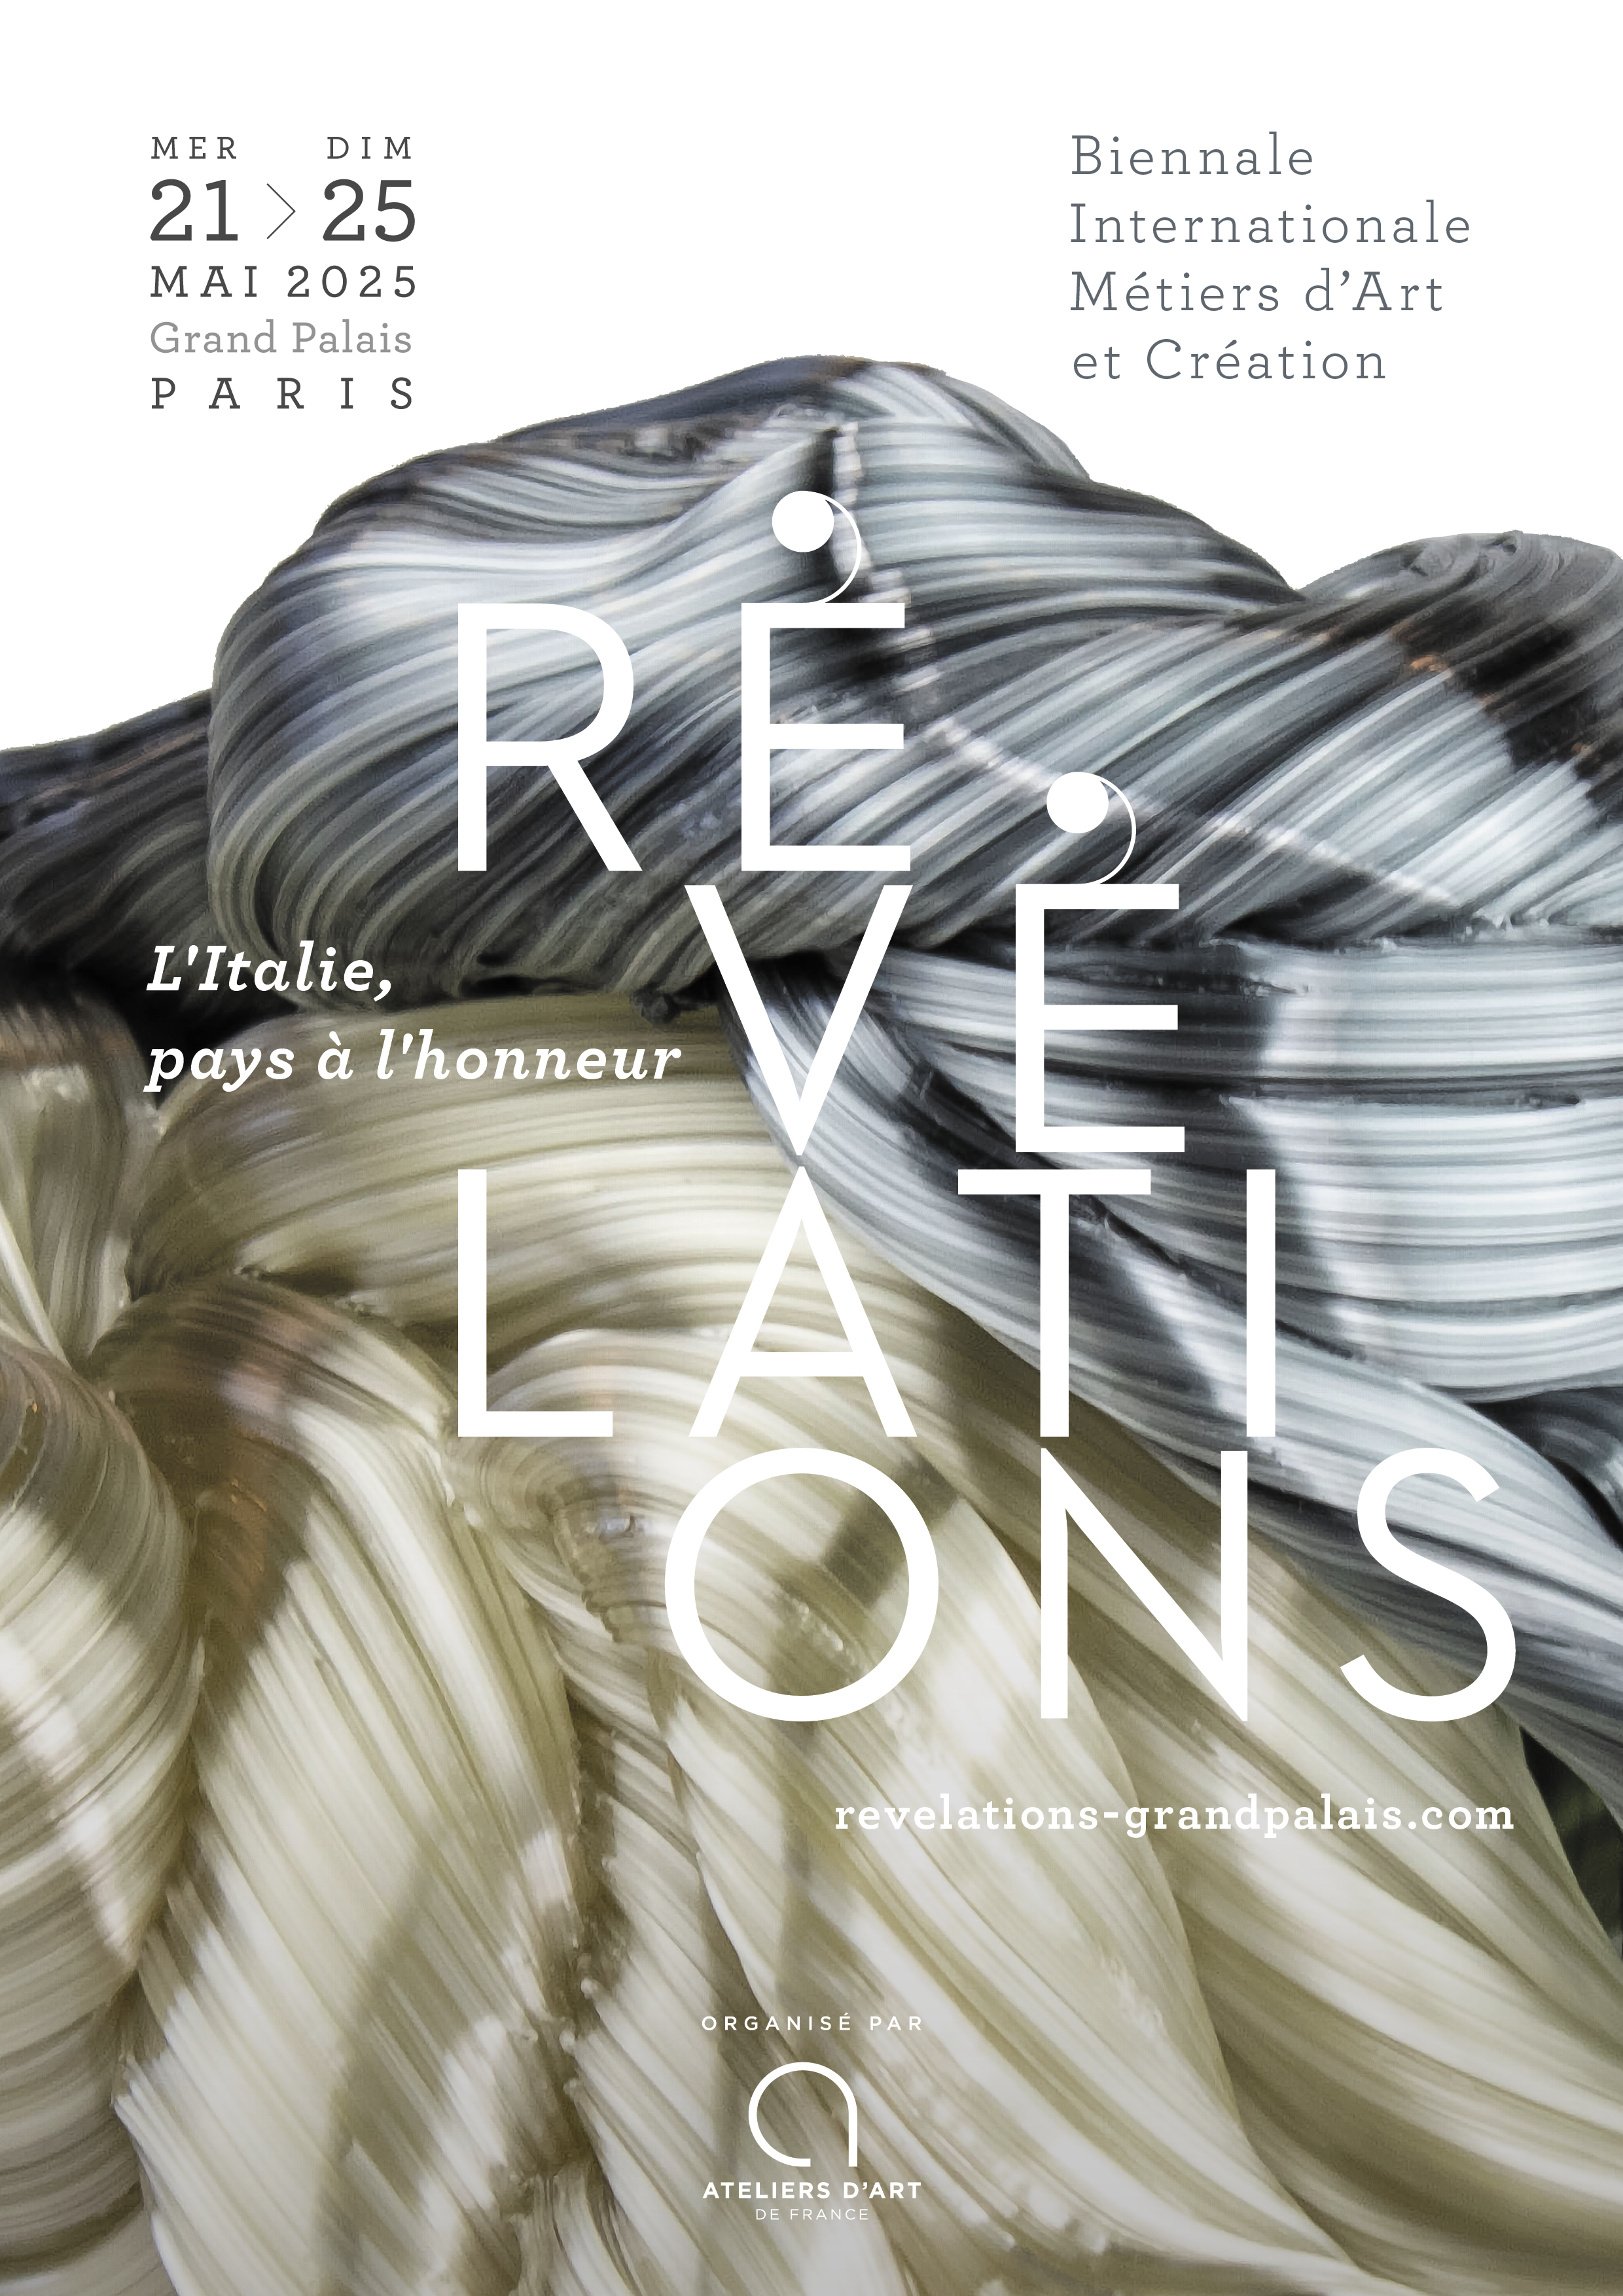 MER DIM
21 > 25
MAI 2025
Grand Palais
PARIS
Biennale
Internationale
Métiers d’Art
et Création
RÉ
VÉ
LATI
ONS
L'Italie,
pays à l'honneur
revelations-grandpalais.com
ORGANISÉ PAR
ATELIERS D’ART
DE FRANCE